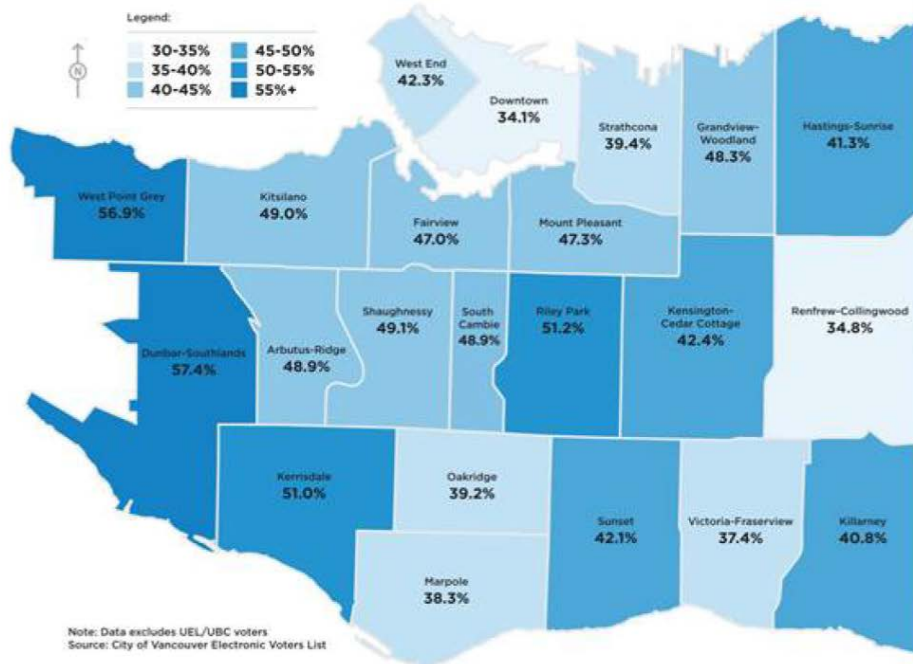 Legend:
30-35%
35-40%
40-45%
45-50%
50-55%
55%+
N
West End
42.3%
Downtown
34.1%
Strathcona
39.4%
Grandview-
Woodland
48.3%
Hastings-Sunrise
41.3%
West Point Grey
56.9%
Kitsilano
49.0%
Fairview
47.0%
Mount Pleasant
47.3%
Dunbar-Southlands
57.4%
Arbutus-Ridge
48.9%
Shaughnessy
49.1%
South
Cambie
48.9%
Riley Park
51.2%
Kensington-
Cedar Cottage
42.4%
Renfrew-Collingwood
34.8%
Kerrisdale
51.0%
Oakridge
39.2%
Marpole
38.3%
Sunset
42.1%
Victoria-Fraserview
37.4%
Killarney
40.8%
Note: Data excludes UEL/UBC voters
Source: City of Vancouver Electronic Voters List